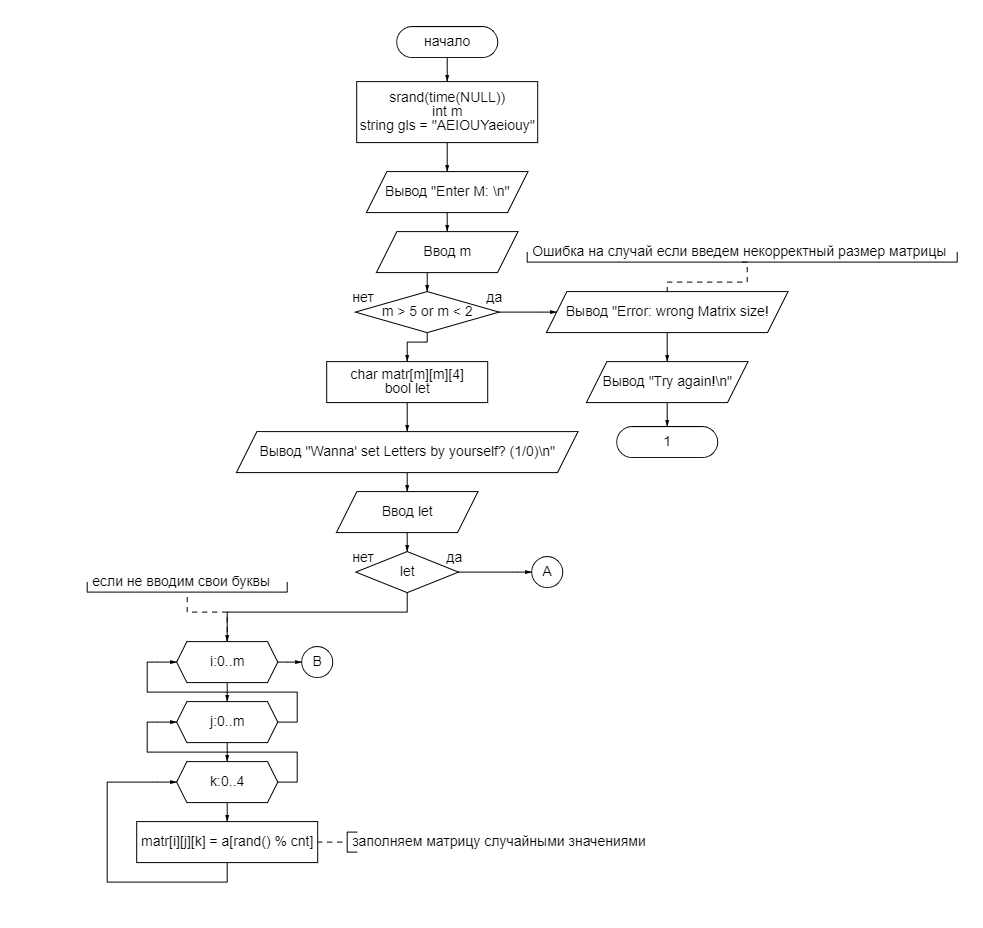 начало
srand(time(NULL))
int m
string gls = "AEIOUYaeiouy"
Вывод "Enter M: \n"
Ввод m
Ошибка на случай если введем некорректный размер матрицы
нет
да
m > 5 or m < 2
Вывод "Error: wrong Matrix size!
char matr[m][m][4]
bool let
Вывод "Try again!\n"
1
Вывод "Wanna' set Letters by yourself? (1/0)\n"
Ввод let
нет
да
let
A
если не вводим свои буквы
i:0..m
B
j:0..m
k:0..4
matr[i][j][k] = a[rand() % cnt]
заполняем матрицу случайными значениями